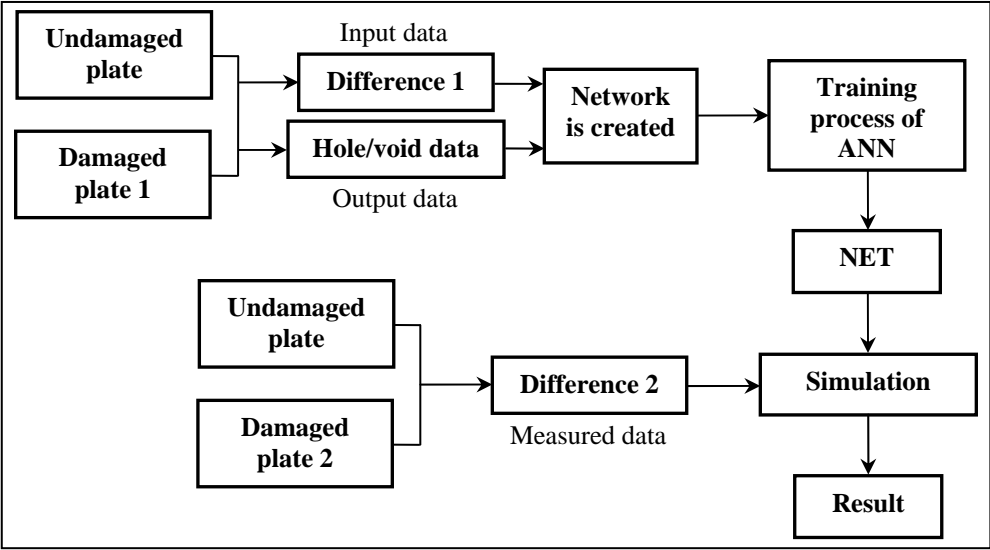 Undamaged
plate
Input data
Difference 1
Damaged
plate 1
Hole/void data
Output data
Network
is created
Training
process of
ANN
NET
Undamaged
plate
Damaged
plate 2
Difference 2
Measured data
Simulation
Result